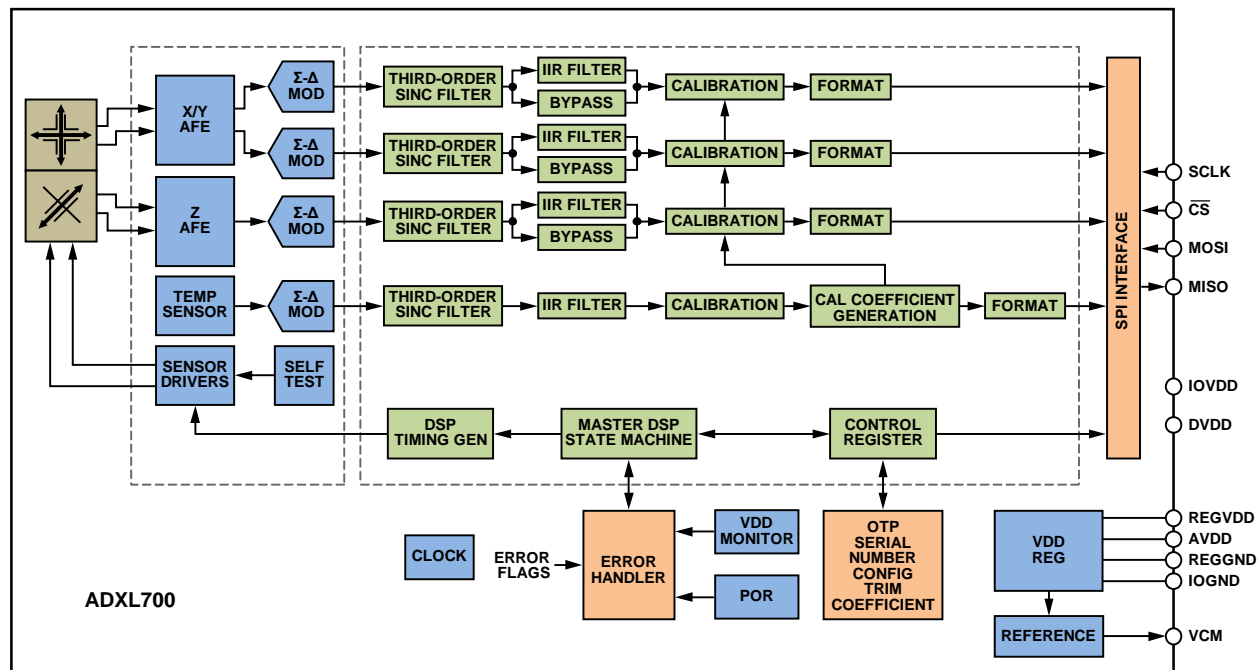 X/Y
AFE
Σ-Δ
MOD
THIRD-ORDER
SINC FILTER
IIR FILTER
BYPASS
CALIBRATION
FORMAT
Σ-Δ
MOD
THIRD-ORDER
SINC FILTER
IIR FILTER
BYPASS
CALIBRATION
FORMAT
Z
AFE
Σ-Δ
MOD
THIRD-ORDER
SINC FILTER
IIR FILTER
BYPASS
CALIBRATION
FORMAT
TEMP
SENSOR
Σ-Δ
MOD
THIRD-ORDER
SINC FILTER
IIR FILTER
CALIBRATION
CAL COEFFICIENT
GENERATION
FORMAT
SENSOR
DRIVERS
SELF
TEST
DSP
TIMING GEN
MASTER DSP
STATE MACHINE
CONTROL
REGISTER
SPI INTERFACE
SCLK
CS
MOSI
MISO
IOVDD
DVDD
CLOCK
ERROR
FLAGS
ERROR
HANDLER
VDD
MONITOR
POR
OTP
SERIAL
NUMBER
CONFIG
TRIM
COEFFICIENT
VDD
REG
REFERENCE
REGVDD
AVDD
REGGND
IOGND
VCM
ADXL700